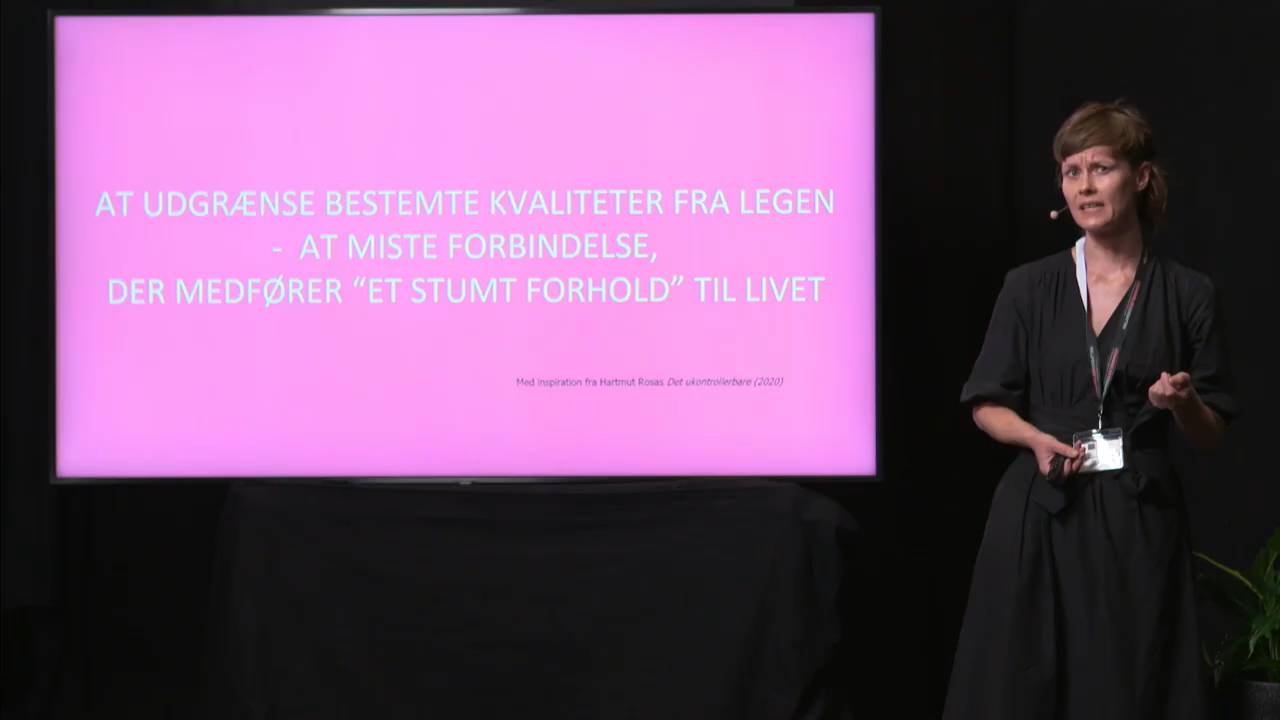 AT UDGRÆNSE BESTEMTE KVALITETER FRA LEGEN
- AT MISTE FORBINDELSE,
DER MEDFØRER “ET STUMT FORHOLD” TIL LIVET
Med inspiration fra Hartmut Rosas Det ukontrollerbare (2020)